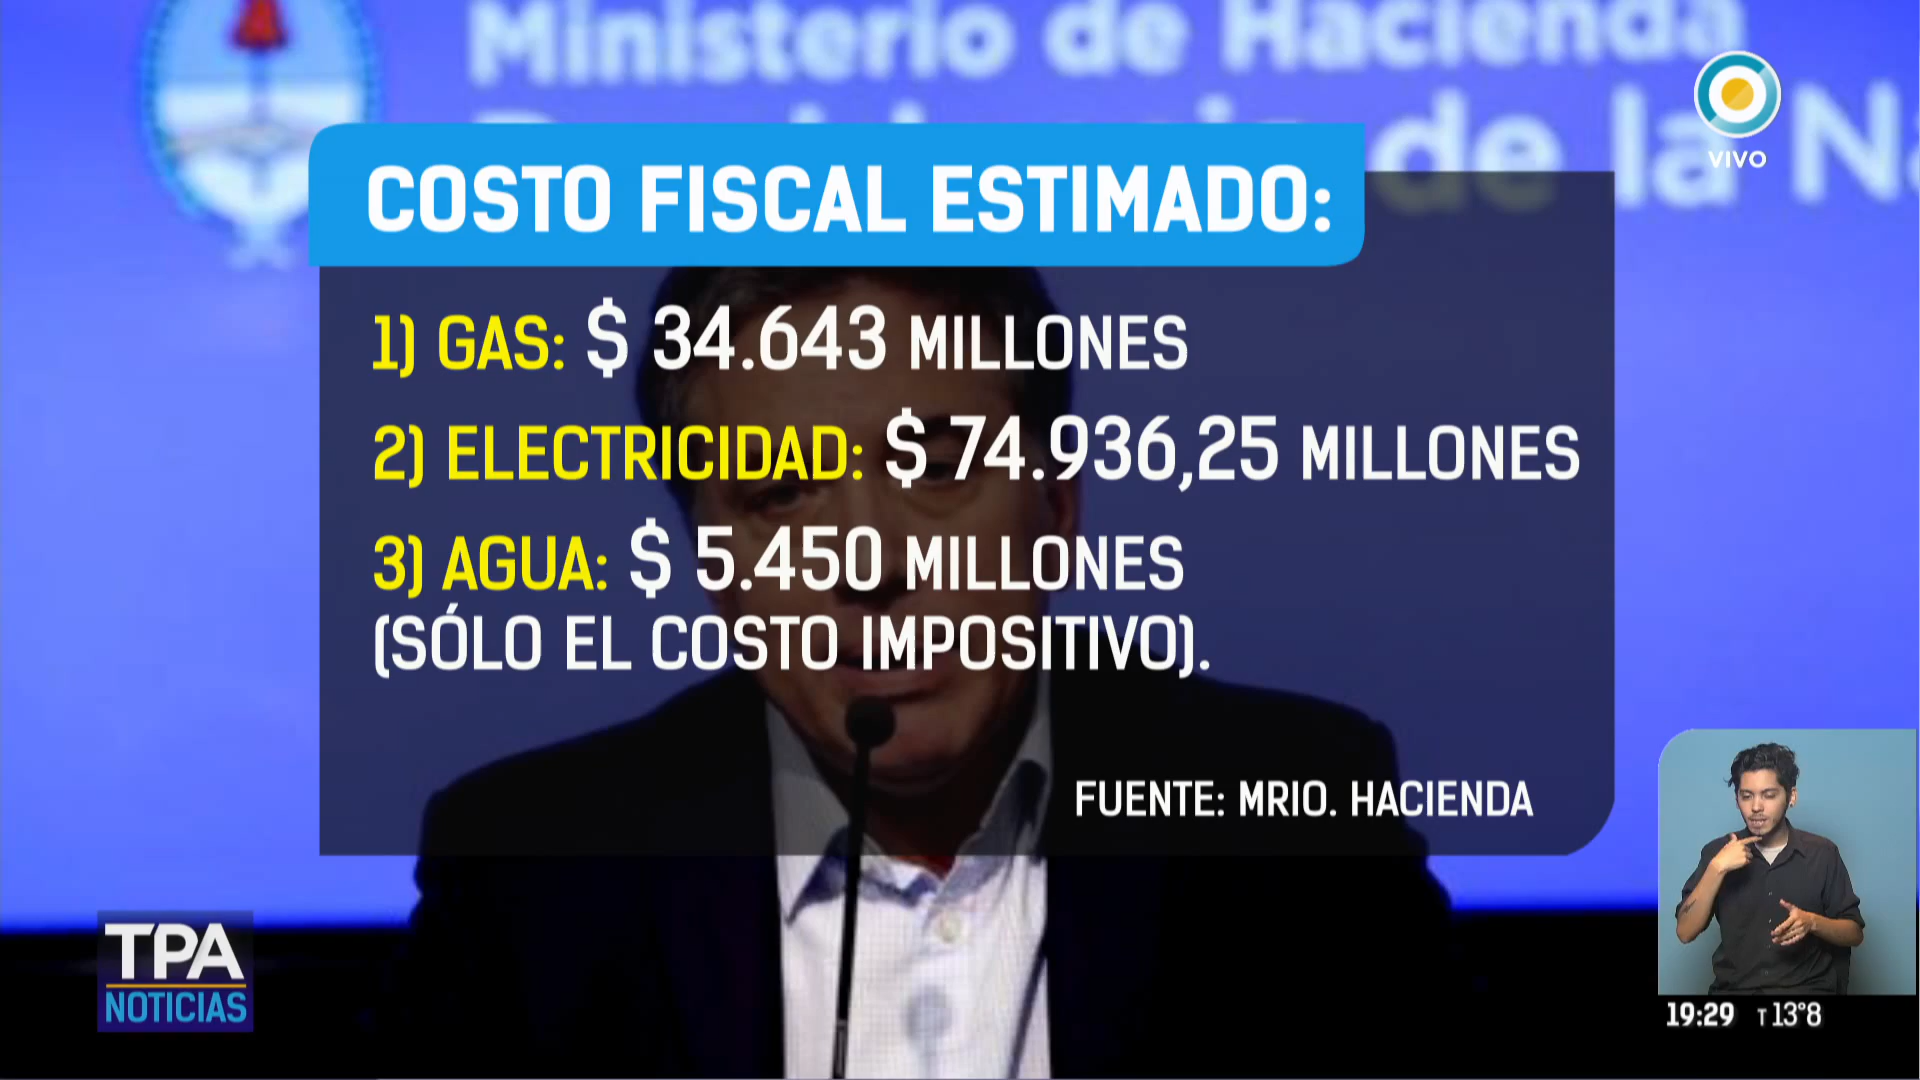 Ministerio de Hacienda
de la Na
VIVO
COSTO FISCAL ESTIMADO:
1) GAS: $ 34.643 MILLONES
2) ELECTRICIDAD: $ 74.936,25 MILLONES
3) AGUA: $ 5.450 MILLONES
(SÓLO EL COSTO IMPOSITIVO).
FUENTE: MRIO. HACIENDA
TPA
NOTICIAS
19:29 T 13°8